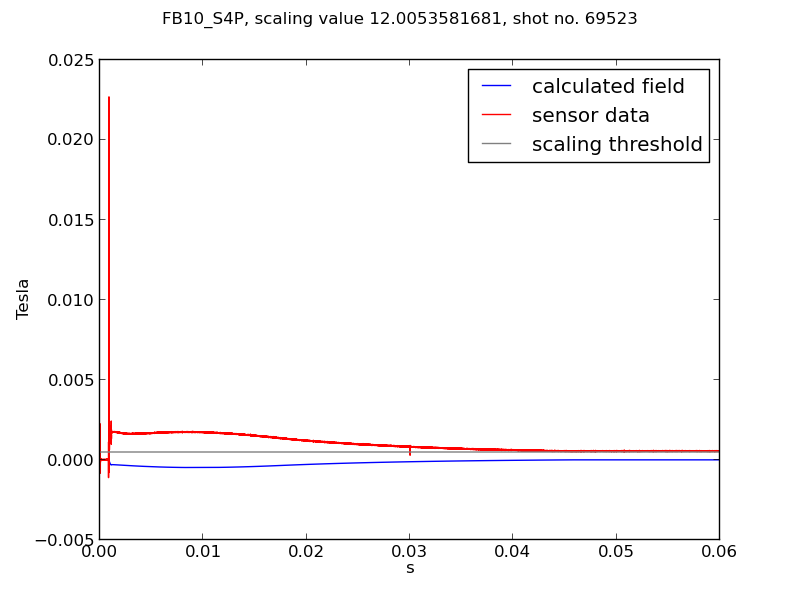 FB10_S4P, scaling value 12.0053581681, shot no. 69523
calculated field
sensor data
scaling threshold
Tesla
0.025
0.020
0.015
0.010
0.005
0.000
−0.005
0.00 0.01 0.02 0.03 0.04 0.05 0.06
s